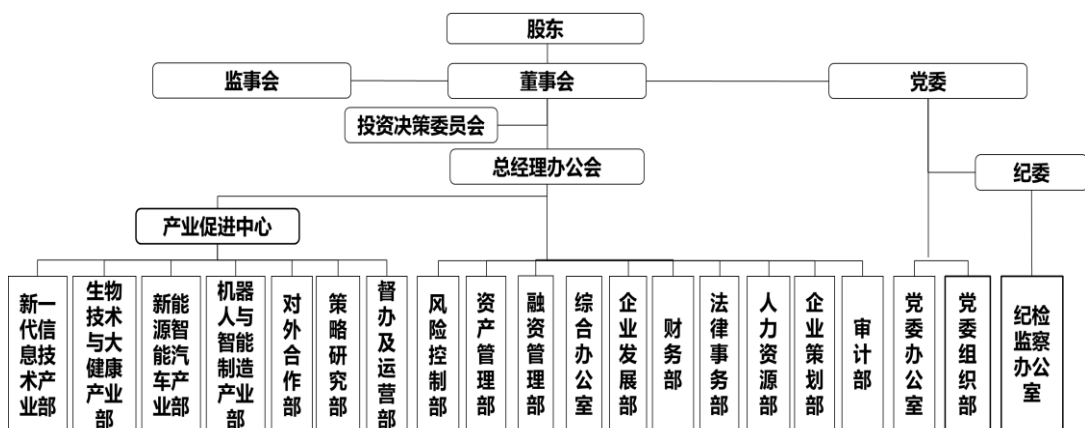 股东
监事会
董事会
党委
投资决策委员会
总经理办公会
纪委
产业促进中心
新一代信息技术产业部
生物技术与大健康产业部
新能源智能汽车产业部
机器人与智能制造产业部
对外合作部
策略研究部
督办及运营部
风险控制部
资产管理部
融资管理部
综合办公室
企业发展部
财务部
法律事务部
人力资源部
企业策划部
审计部
党委办公室
党委组织部
纪检监察办公室